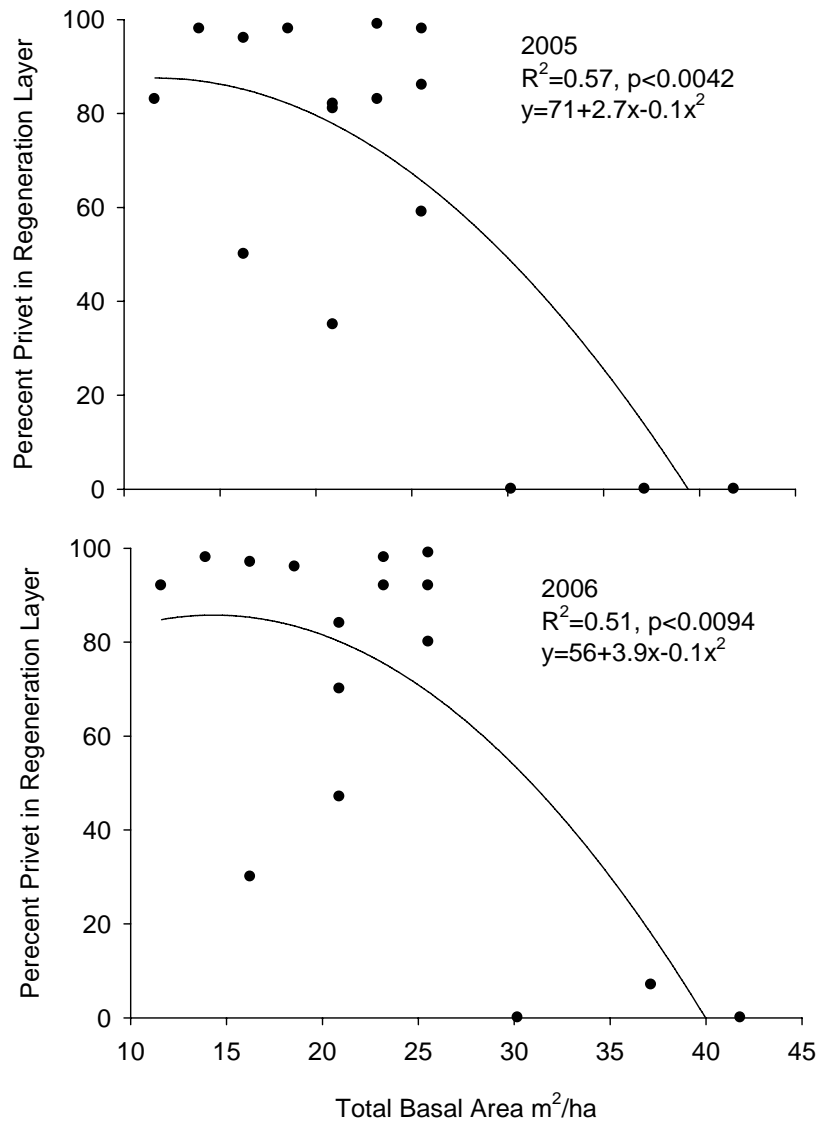 Perecent Privet in Regeneration Layer
100
80
60
40
20
0
2005
R²=0.57, p<0.0042
y=71+2.7x-0.1x²
Perecent Privet in Regeneration Layer
100
80
60
40
20
0
2006
R²=0.51, p<0.0094
y=56+3.9x-0.1x²
10 15 20 25 30 35 40 45
Total Basal Area m²/ha